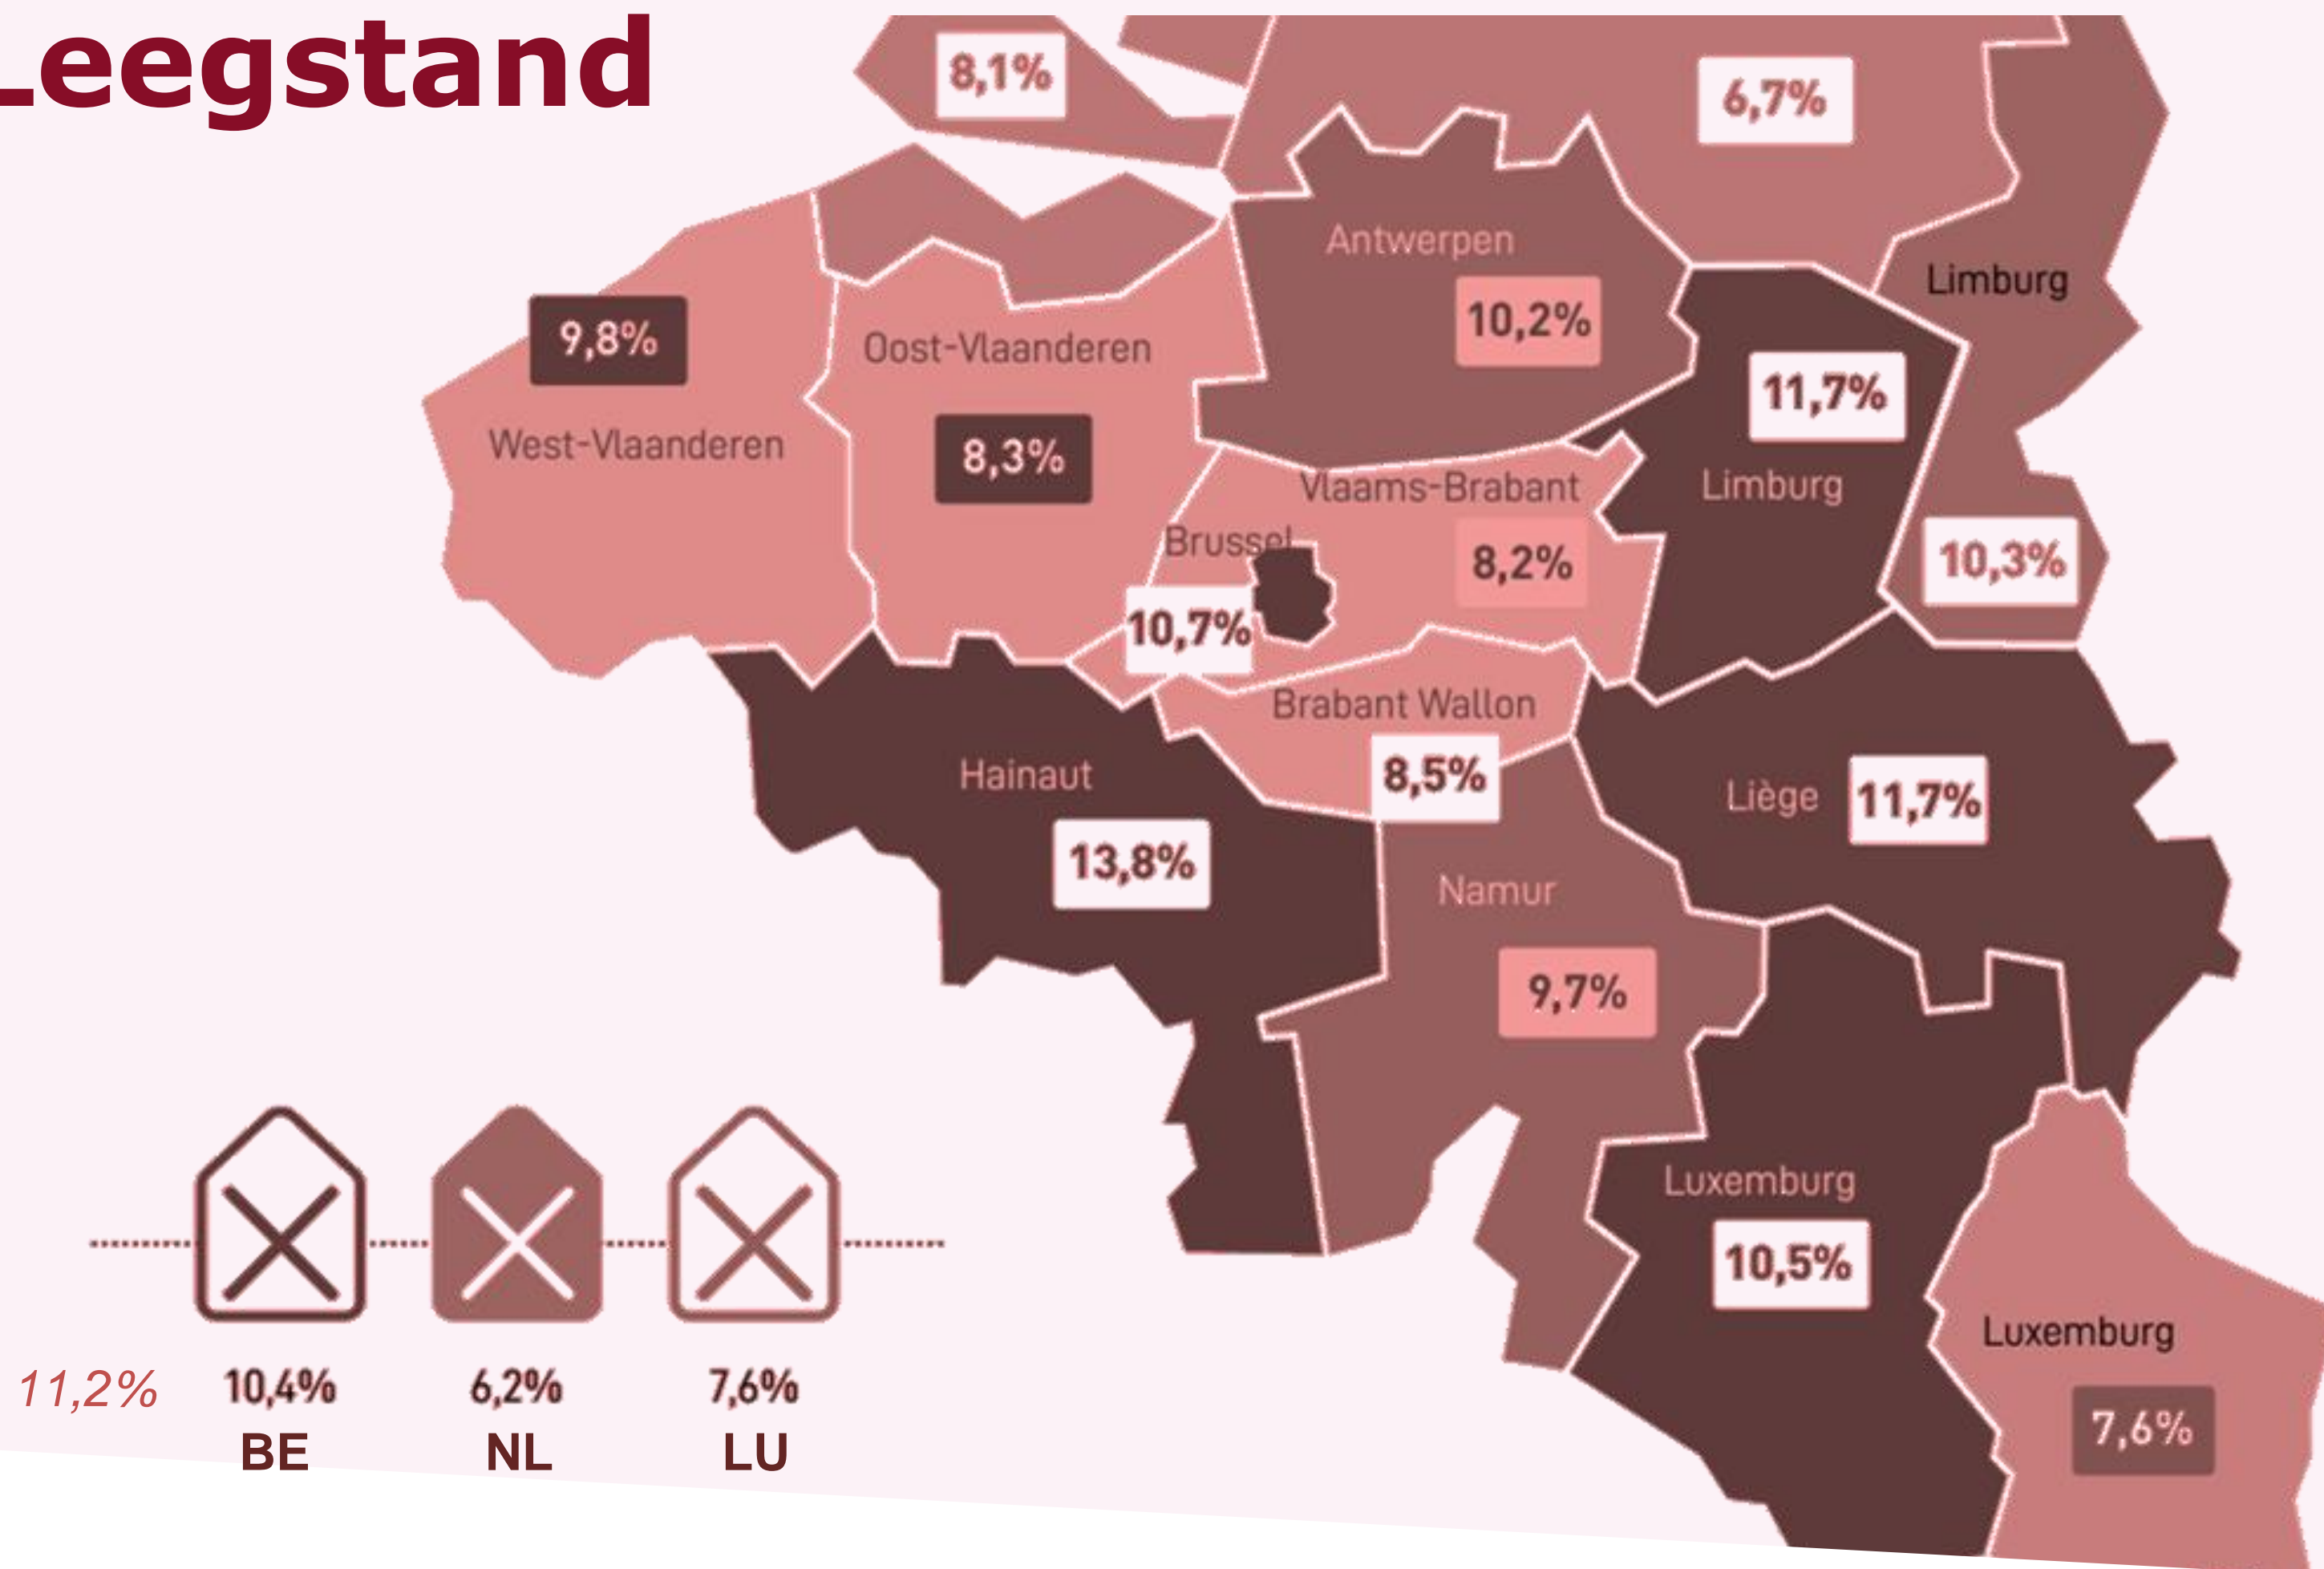 Leegstand
8,1%
6,7%
Antwerpen
10,2%
Limburg
9,8%
West-Vlaanderen
Oost-Vlaanderen
8,3%
11,7%
Limburg
Vlaams-Brabant
8,2%
Brussel
10,7%
10,3%
Brabant Wallon
8,5%
Hainaut
13,8%
Liège 11,7%
Namur
9,7%
Luxemburg
10,5%
Luxemburg
7,6%
11,2% 10,4% 6,2% 7,6%
BE NL LU